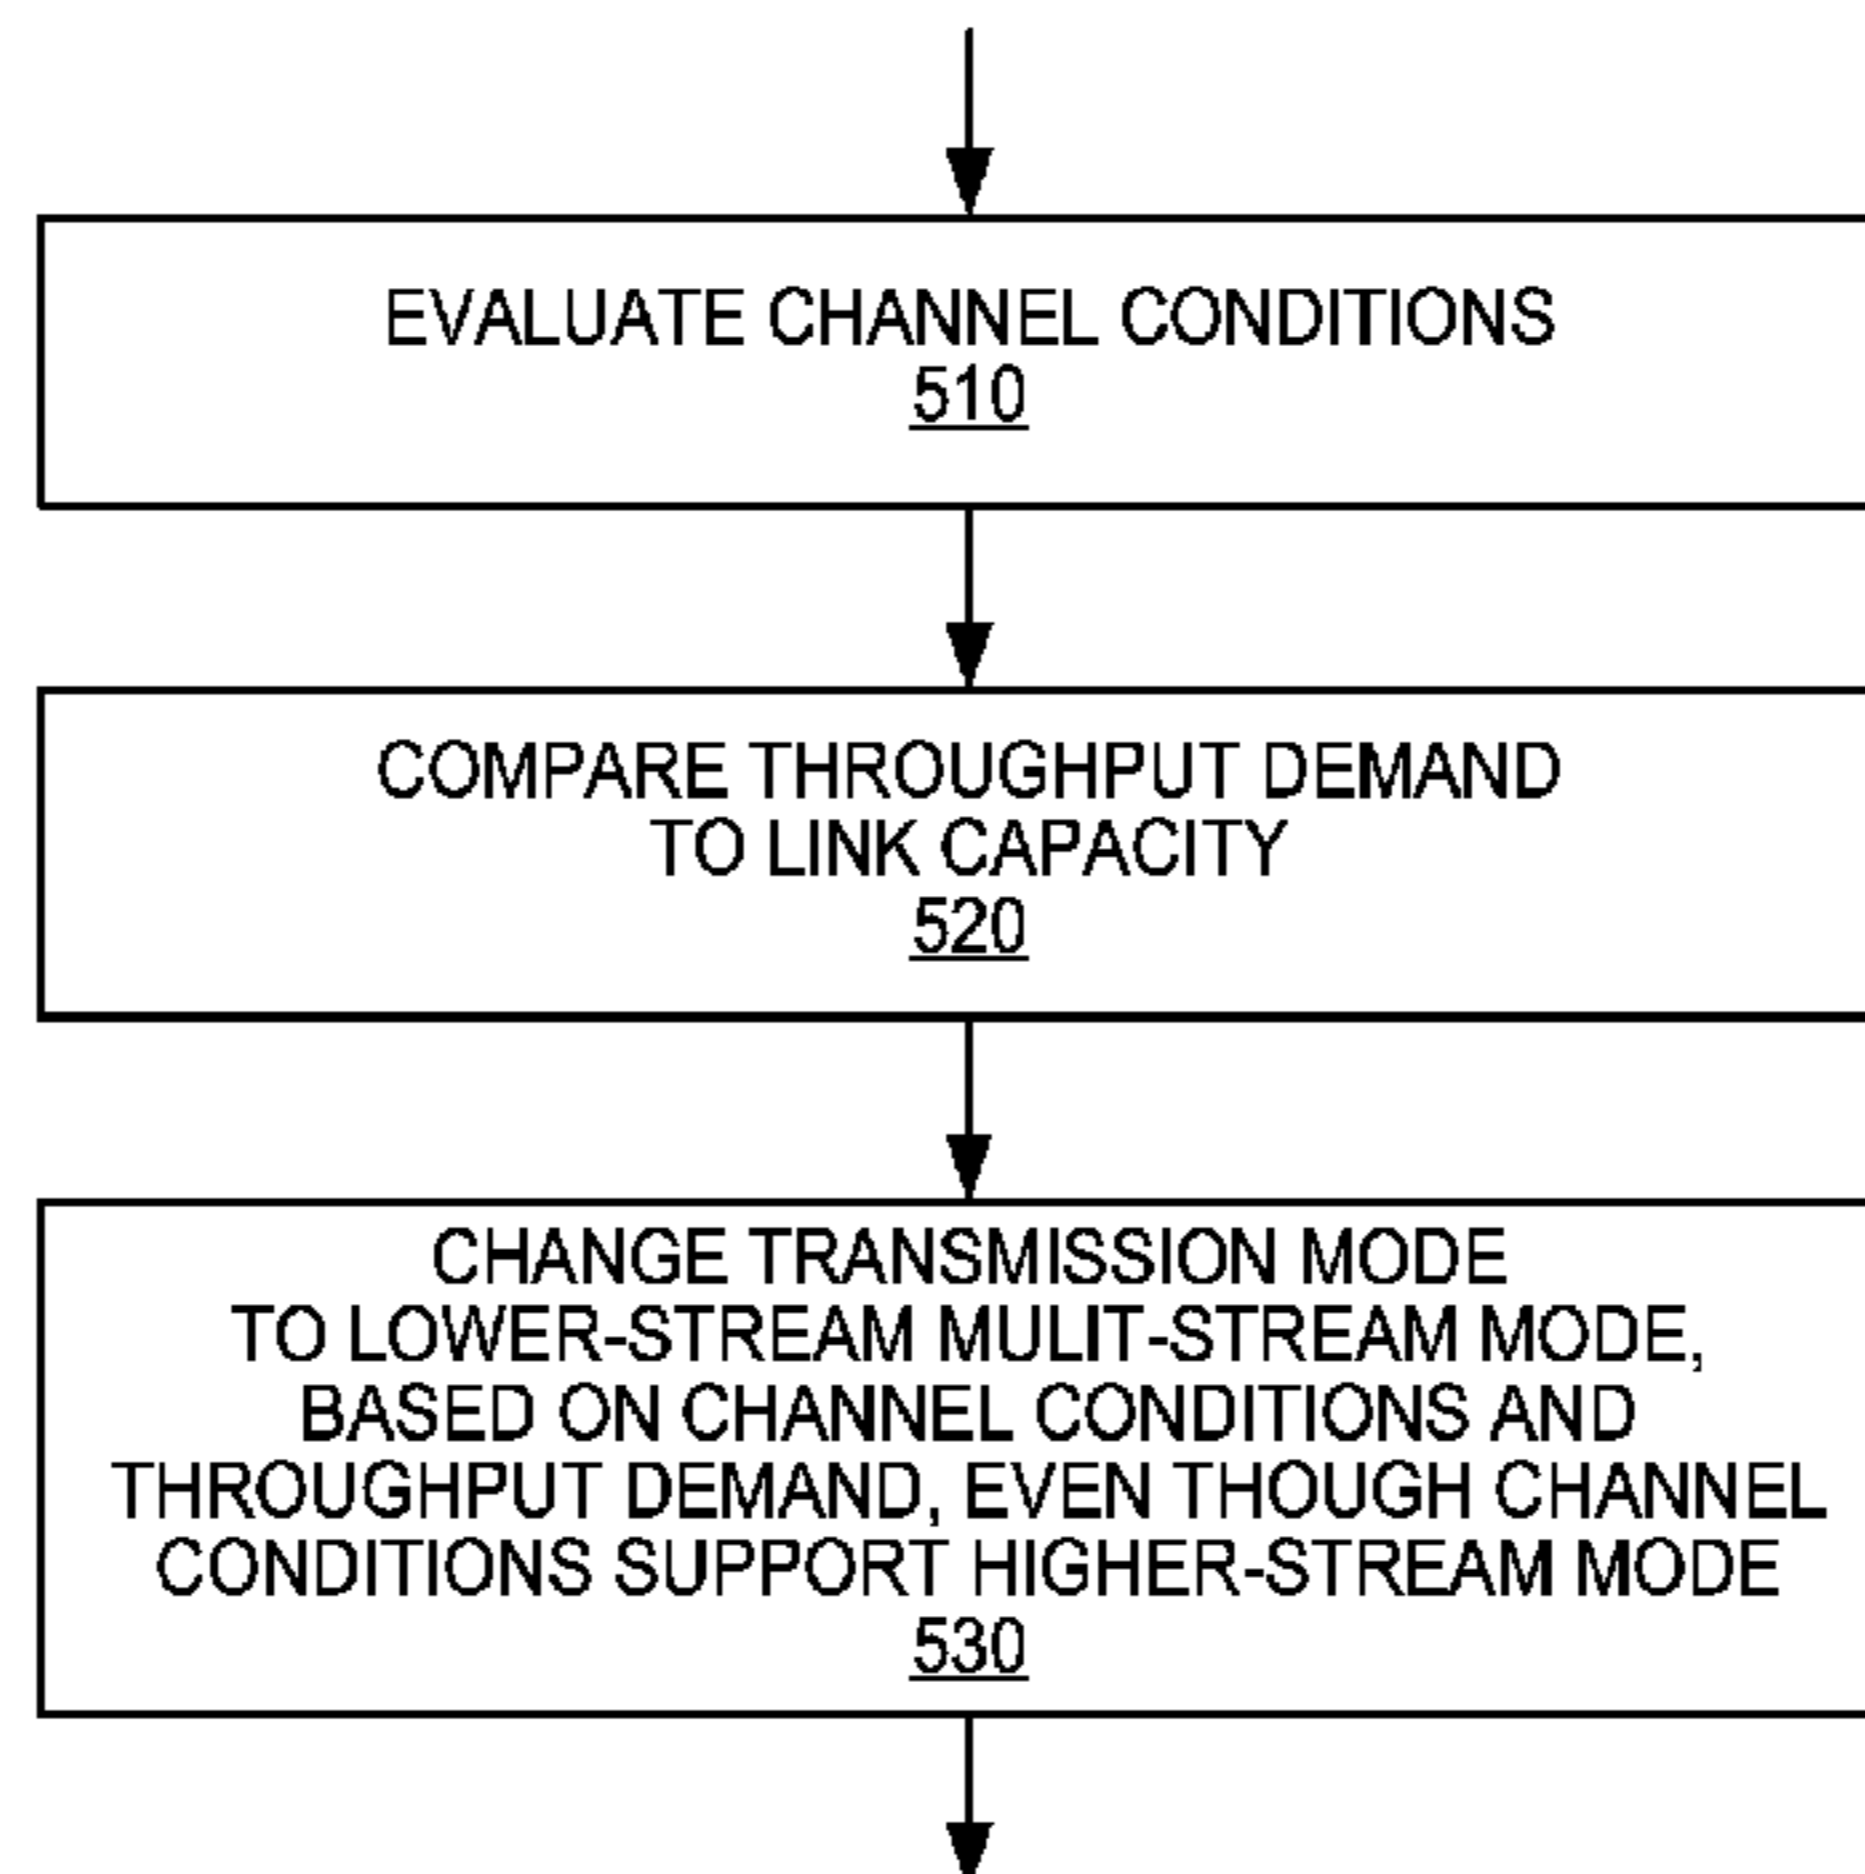 EVALUATE CHANNEL CONDITIONS
510
COMPARE THROUGHPUT DEMAND
TO LINK CAPACITY
520
CHANGE TRANSMISSION MODE
TO LOWER-STREAM MULIT-STREAM MODE,
BASED ON CHANNEL CONDITIONS AND
THROUGHPUT DEMAND, EVEN THOUGH CHANNEL
CONDITIONS SUPPORT HIGHER-STREAM MODE
530